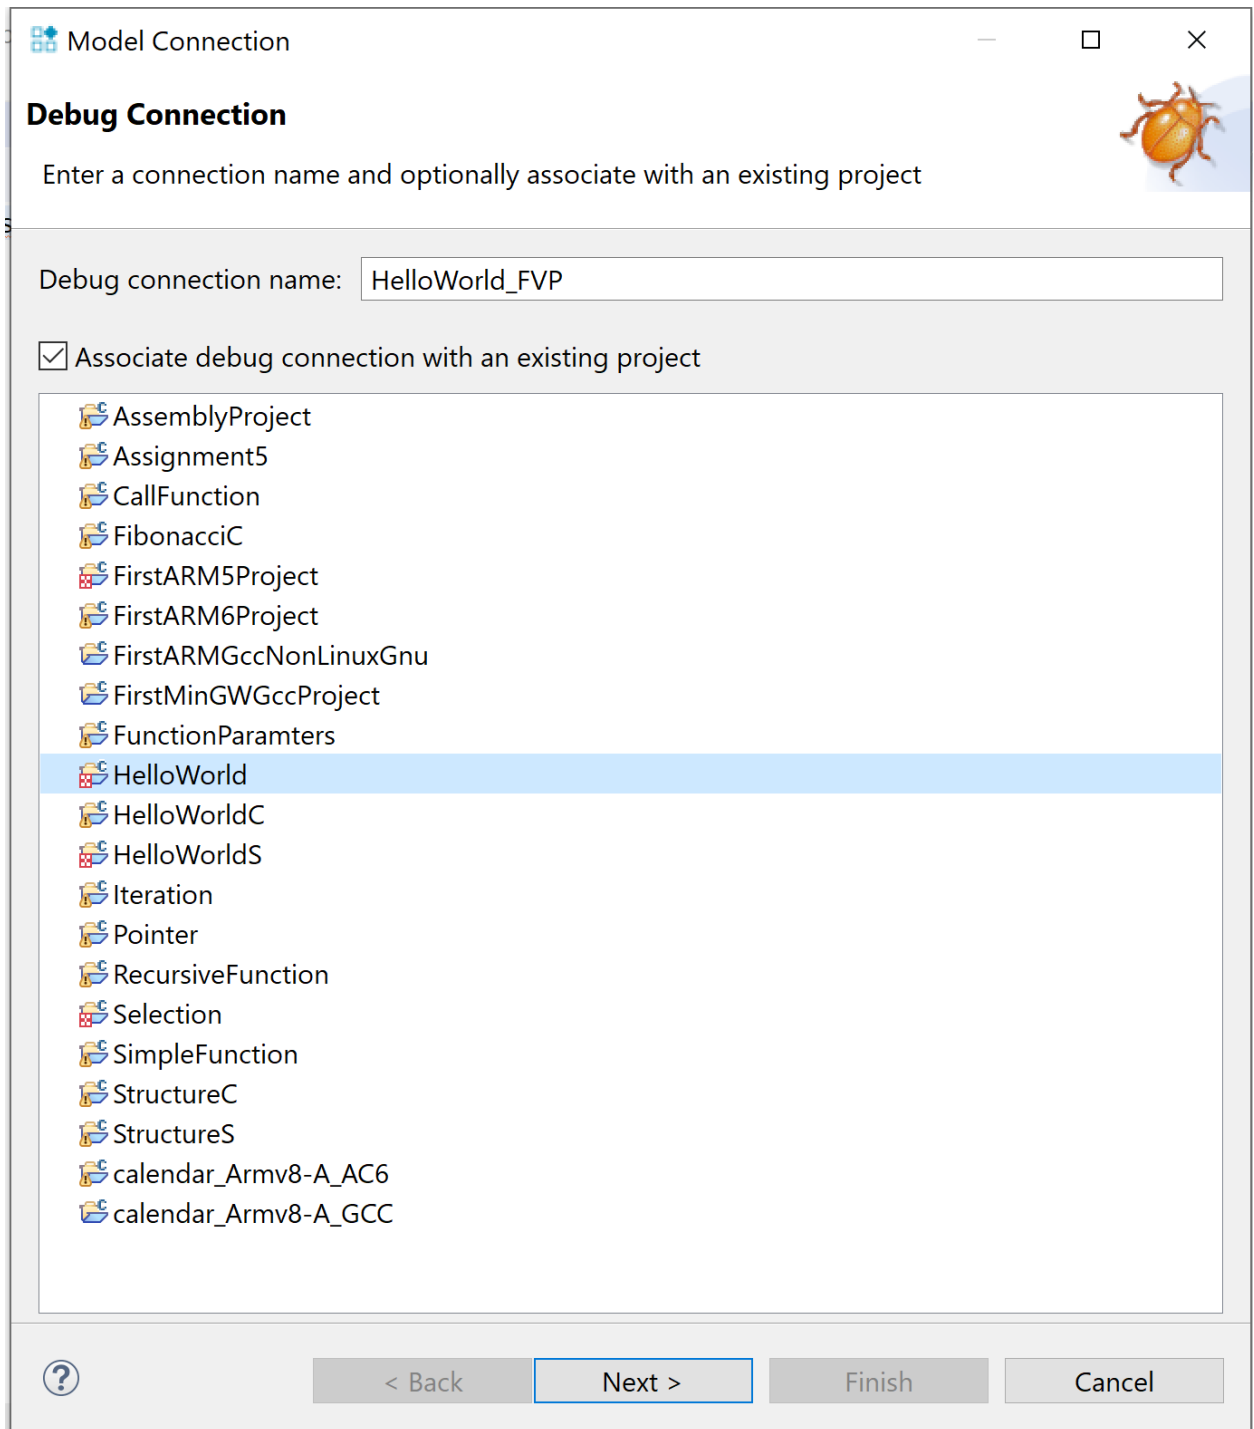 Model Connection
Debug Connection
Enter a connection name and optionally associate with an existing project
Debug connection name: HelloWorld_FVP
Associate debug connection with an existing project
AssemblyProject
Assignment5
CallFunction
FibonacciC
FirstARM5Project
FirstARM6Project
FirstARMGccNonLinuxGnu
FirstMinGWGccProject
FunctionParamters
HelloWorld
HelloWorldC
HelloWorldS
Iteration
Pointer
RecursiveFunction
Selection
SimpleFunction
StructureC
StructureS
calendar_Armv8-A_AC6
calendar_Armv8-A_GCC
? < Back Next > Finish Cancel